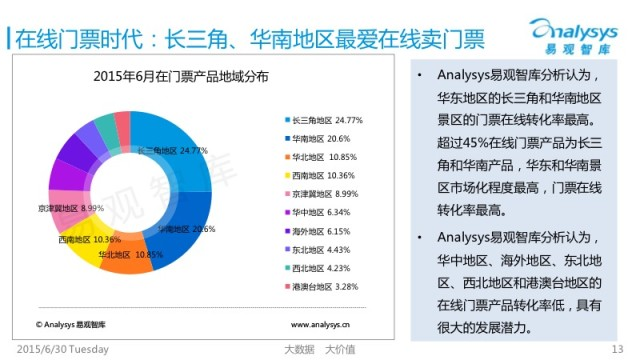 在线门票时代：长三角、华南地区最爱在线卖门票
analysys
易观智库
2015年6月在门票产品地域分布
长三角地区 24.77%
华南地区 20.6%
华北地区 10.85%
西南地区 10.36%
京津翼地区 8.99%
易观智库
长三角地区 24.77%
华南地区 20.6%
华北地区 10.85%
西南地区 10.36%
京津翼地区 8.99%
华中地区 6.34%
海外地区 6.15%
东北地区 4.43%
西北地区 4.23%
港澳台地区 3.28%
© Analysys 易观智库
www.analysys.cn
• Analysys易观智库分析认为，
华东地区的长三角和华南地区
景区的门票在线转化率最高。
超过45%在线门票产品为长三
角和华南产品，华东和华南景
区市场化程度最高，门票在线
转化率最高。
• Analysys易观智库分析认为，
华中地区、海外地区、东北地
区、西北地区和港澳台地区的
在线门票产品转化率低，具有
很大的发展潜力。
2015/6/30 Tuesday
大数据 大价值
13